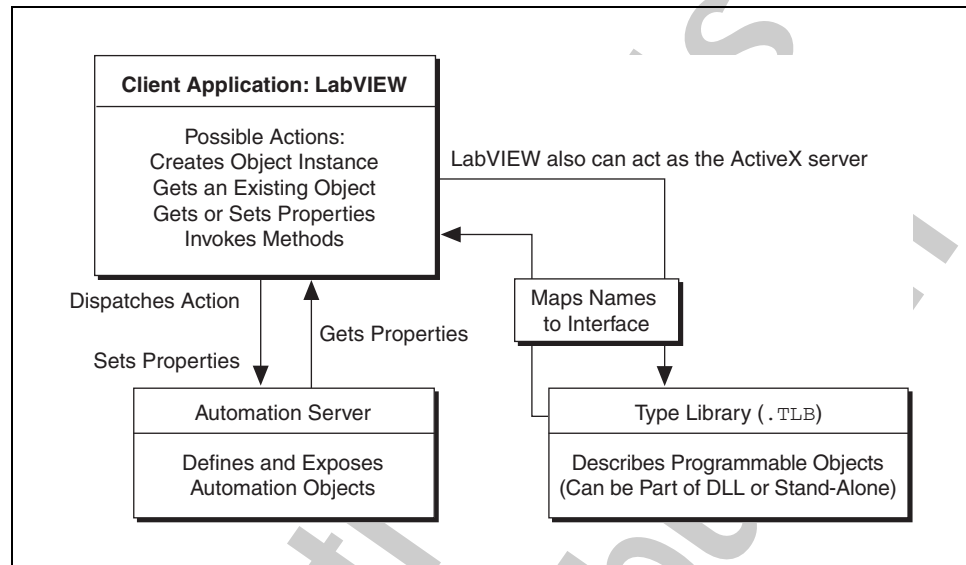 Client Application: LabVIEW
Possible Actions:
Creates Object Instance
Gets an Existing Object
Gets or Sets Properties
Invokes Methods
LabVIEW also can act as the ActiveX server
Dispatches Action
Sets Properties
Gets Properties
Maps Names
to Interface
Automation Server
Defines and Exposes
Automation Objects
Type Library (.TLB)
Describes Programmable Objects
(Can be Part of DLL or Stand-Alone)